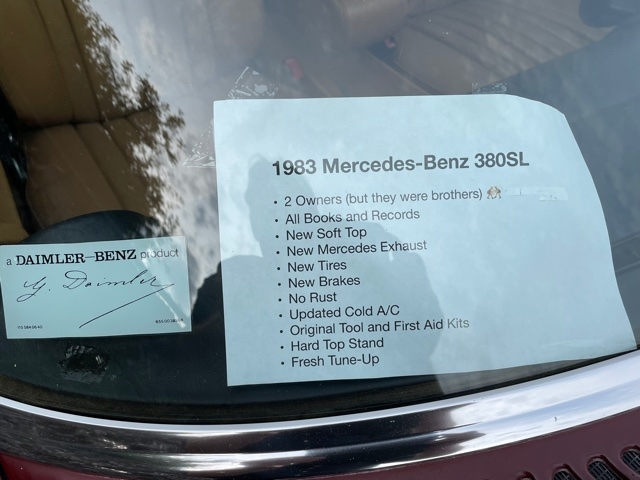 1983 Mercedes-Benz 380SL
• 2 Owners (but they were brothers)
• All Books and Records
• New Soft Top
• New Mercedes Exhaust
• New Tires
• New Brakes
• No Rust
• Updated Cold A/C
• Original Tool and First Aid Kits
• Hard Top Stand
• Fresh Tune-Up
a DAIMLER-BENZ product
G. Daimler